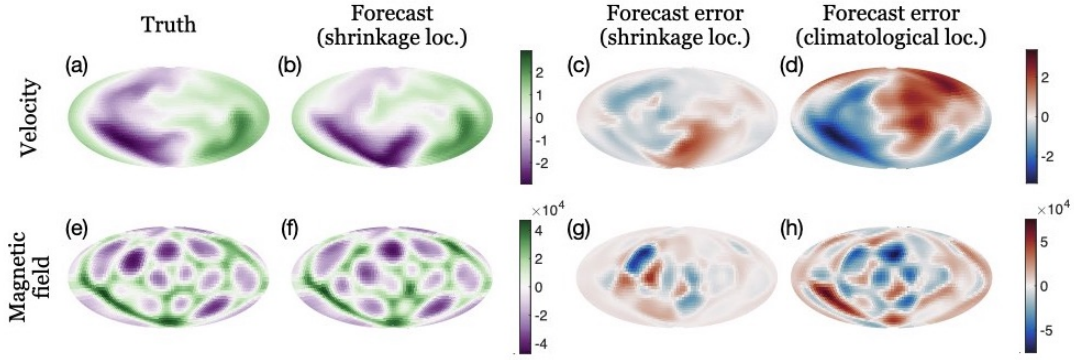 Truth
Forecast
(shrinkage loc.)
Forecast error
(shrinkage loc.)
Forecast error
(climatological loc.)
Velocity
(a)
(b)
2
1
0
-1
-2
(c)
(d)
2
0
-2
Magnetic
field
(e)
(f)
×10⁴
4
2
0
-2
-4
(g)
(h)
×10⁴
5
0
-5